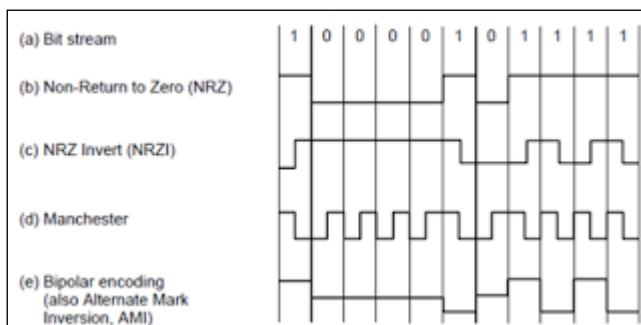 (a) Bit stream 1 0 0 0 0 1 0 1 1 1 1
(b) Non-Return to Zero (NRZ)
(c) NRZ Invert (NRZI)
(d) Manchester
(e) Bipolar encoding
(also Alternate Mark
Inversion, AMI)